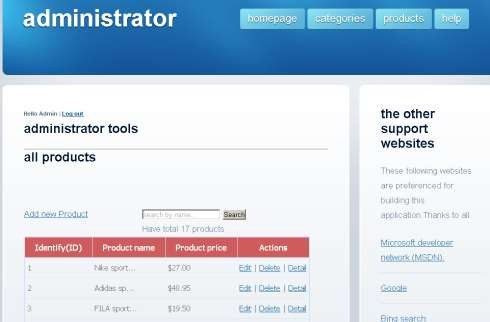 administrator
homepage categories products help
Hello Admin | Log out
administrator tools
all products
Add new Product search by name... Search
Have total 17 products
Identify(ID) Product name Product price Actions
1 Nike sport... $27.00 Edit | Delete | Detail
2 Adidas sp... $48.95 Edit | Delete | Detail
3 FILA sport... $19.50 Edit | Delete | Detail
the other
support
websites
These following websites
are preferenced for
building this
application.Thanks to all
Microsoft developer
network (MSDN).
Google
Bing search